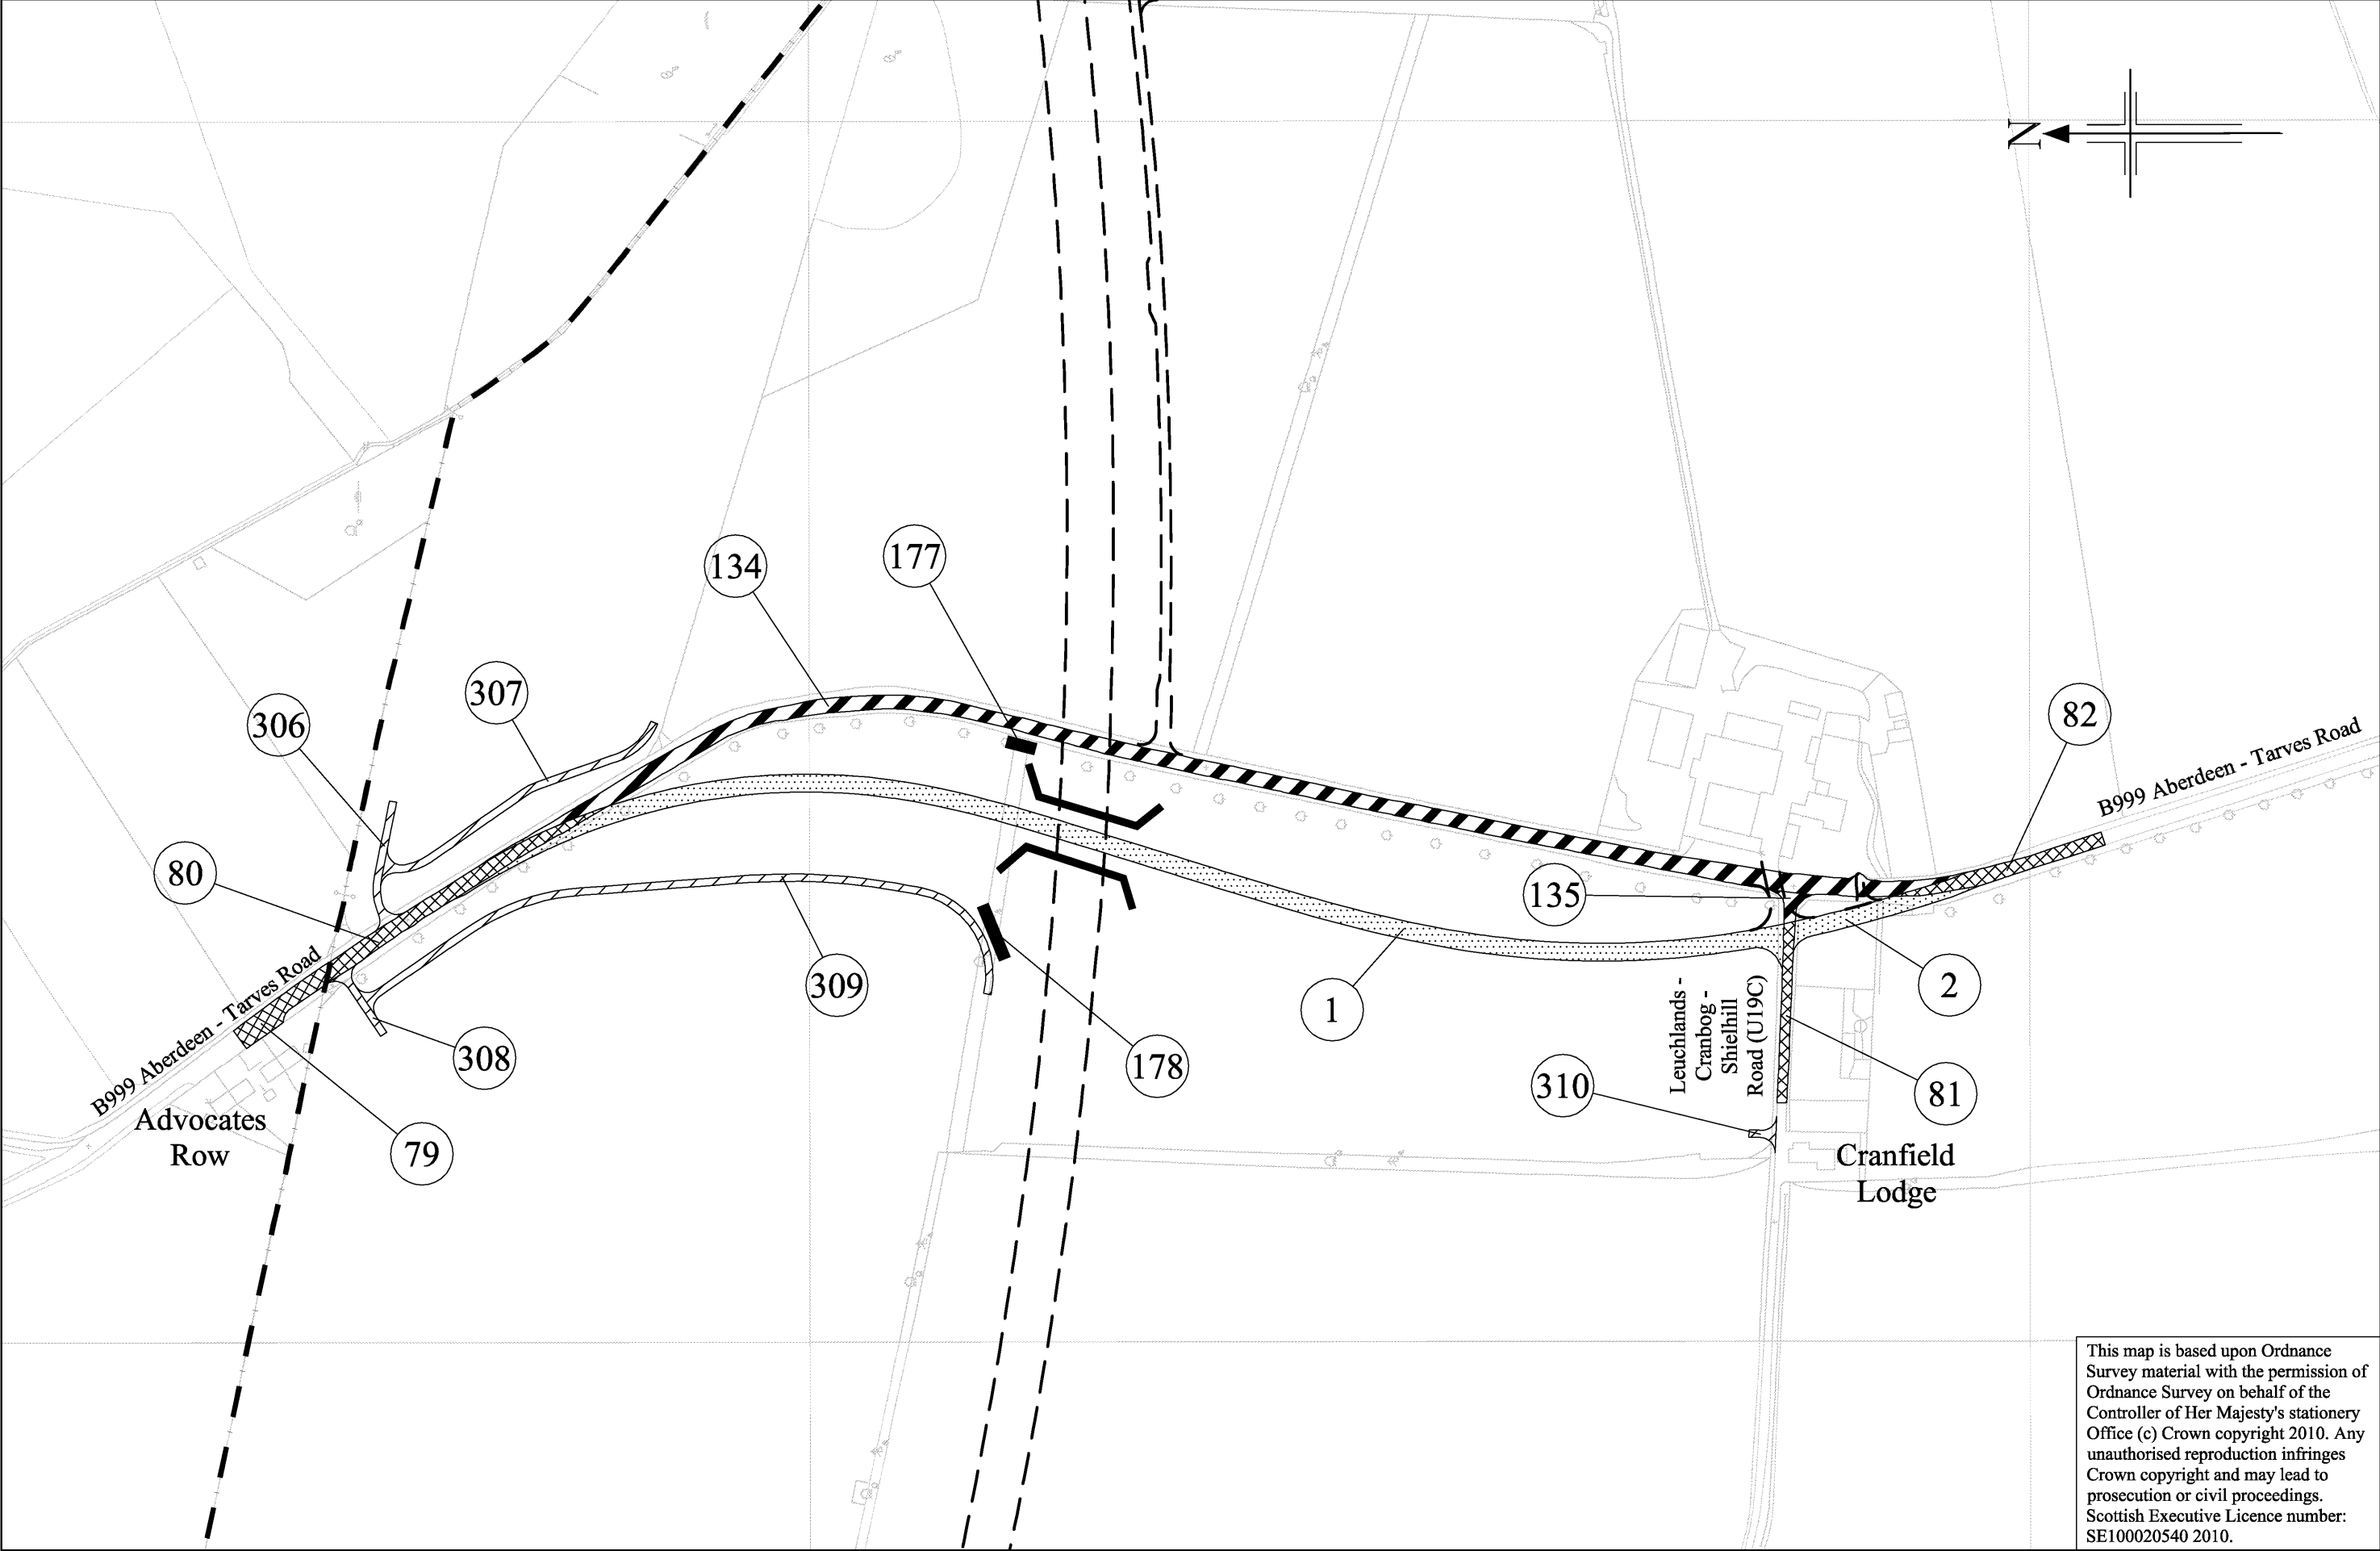 N
177
134
307
306
82
B999 Aberdeen - Tarves Road
80
135
309
1
2
B999 Aberdeen - Tarves Road
308
178
Leuchlands -
Cranbog -
Shielhill
Road (U19C)
310
81
Advocates
Row
79
Cranfield
Lodge
This map is based upon Ordnance
Survey material with the permission of
Ordnance Survey on behalf of the
Controller of Her Majesty's stationery
Office (c) Crown copyright 2010. Any
unauthorised reproduction infringes
Crown copyright and may lead to
prosecution or civil proceedings.
Scottish Executive Licence number:
SE100020540 2010.